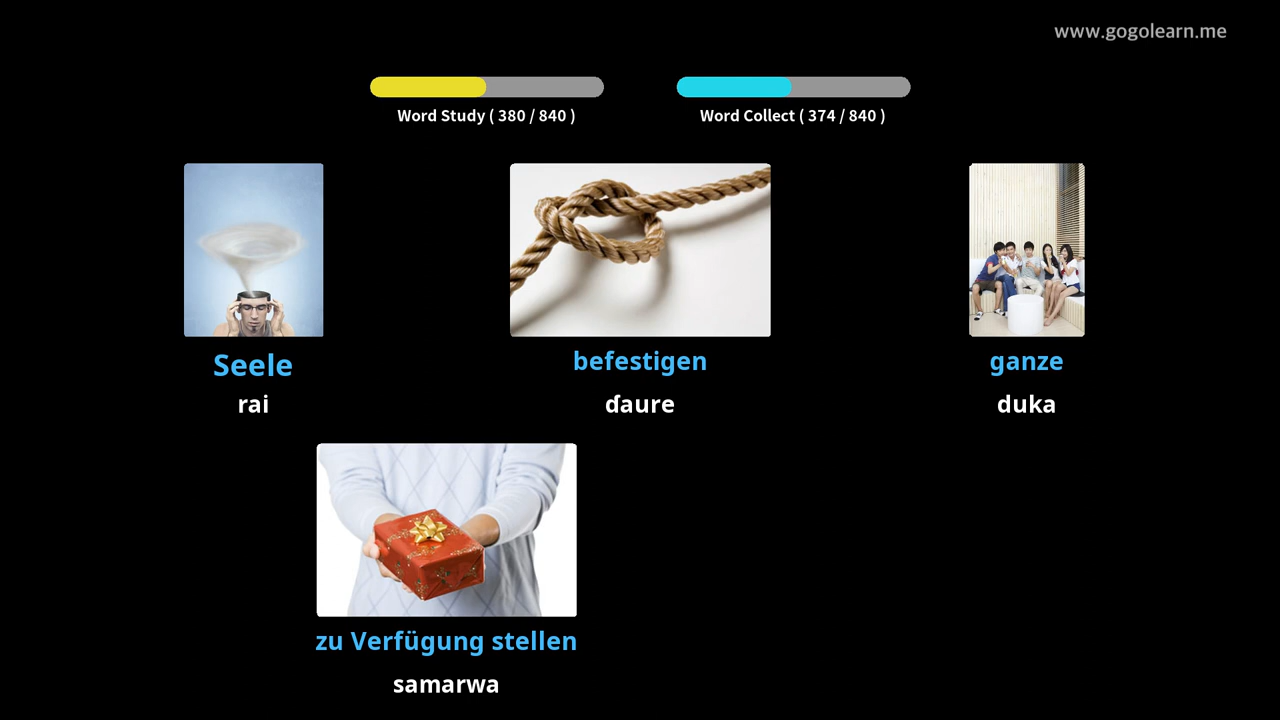 www.gogolearn.me
Word Study ( 380 / 840 )
Word Collect ( 374 / 840 )
Seele
befestigen
ganze
rai
ɗaure
duka
zu Verfügung stellen
samarwa